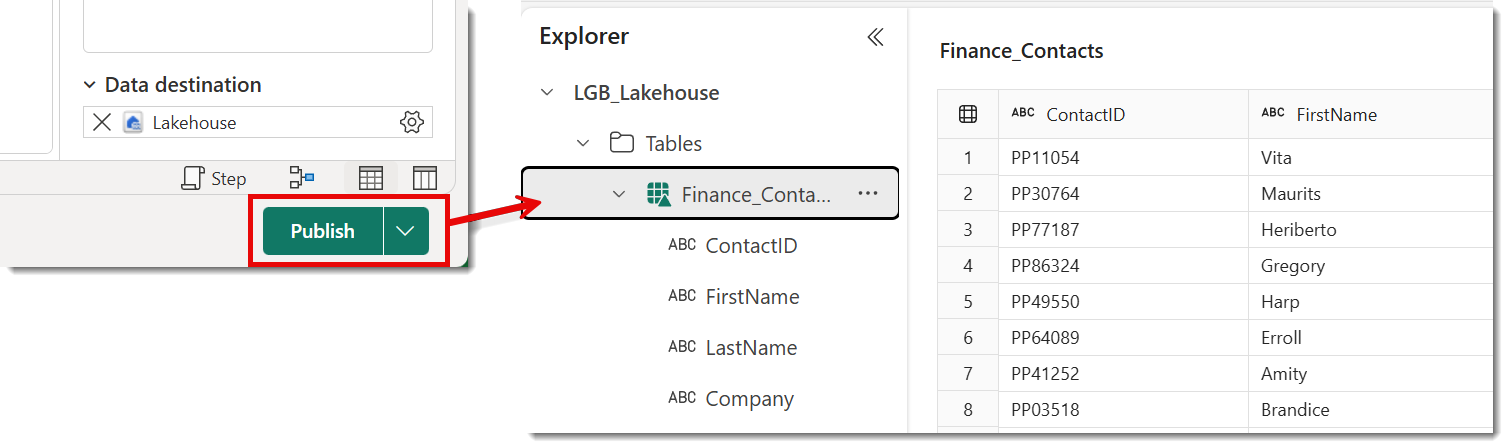 Data destination
Lakehouse
Step
Publish
Explorer
LGB_Lakehouse
Tables
Finance_Conta...
ABC ContactID
ABC FirstName
ABC LastName
ABC Company
Finance_Contacts
ABC ContactID ABC FirstName
1 PP11054 Vita
2 PP30764 Maurits
3 PP77187 Heriberto
4 PP86324 Gregory
5 PP49550 Harp
6 PP64089 Erroll
7 PP41252 Amity
8 PP03518 Brandice